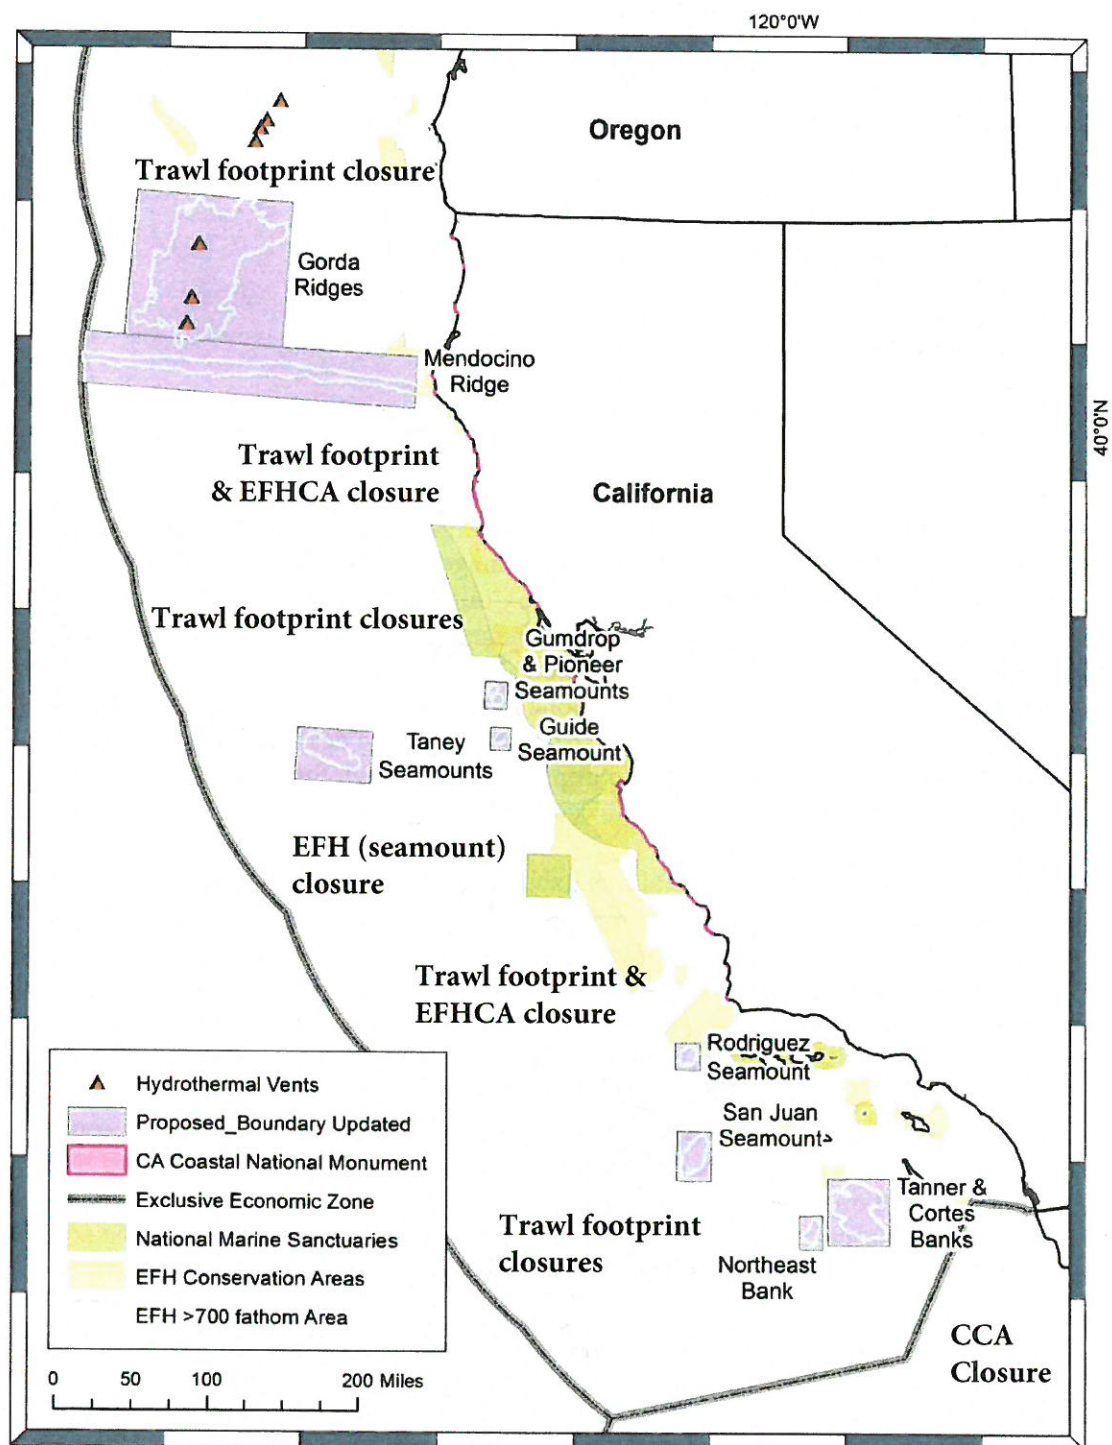 120°0'W
Oregon
Trawl footprint closure
Gorda
Ridges
Mendocino
Ridge
40°0'N
Trawl footprint
& EFHCA closure
California
Trawl footprint closures
Gumdrop
& Pioneer
Seamounts
Guide
Seamount
Taney
Seamounts
EFH (seamount)
closure
Trawl footprint &
EFHCA closure
Rodriguez
Seamount
San Juan
Seamount
Tanner &
Cortes
Banks
Northeast
Bank
Trawl footprint
closures
CCA
Closure
Hydrothermal Vents
Proposed_Boundary Updated
CA Coastal National Monument
Exclusive Economic Zone
National Marine Sanctuaries
EFH Conservation Areas
EFH >700 fathom Area
0 50 100 200 Miles